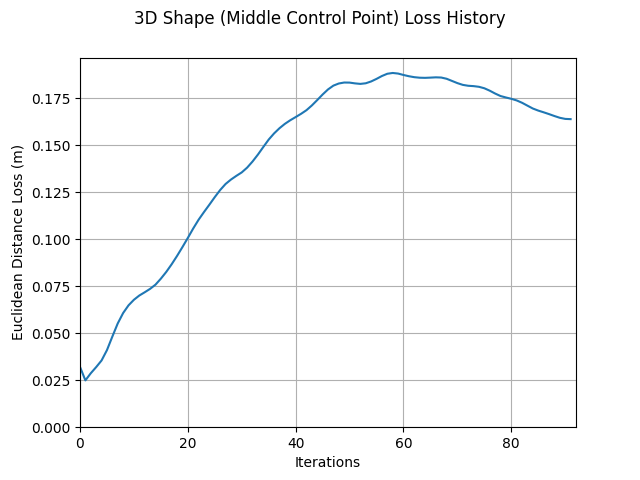 3D Shape (Middle Control Point) Loss History
Euclidean Distance Loss (m)
0.175
0.150
0.125
0.100
0.075
0.050
0.025
0.000
0 20 40 60 80
Iterations